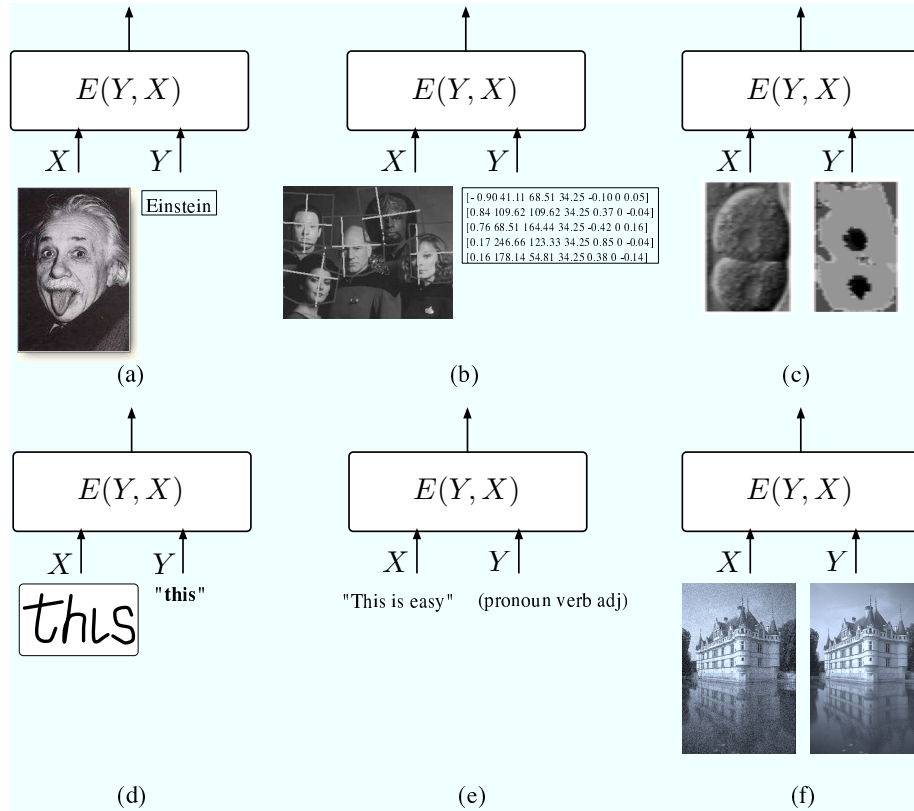 E(Y, X)
X
Y
Einstein
(a)
E(Y, X)
X
Y
[- 0.90 41.11 68.51 34.25 -0.10 0 0.05]
[0.84 109.62 109.62 34.25 0.37 0 -0.04]
[0.76 68.51 164.44 34.25 -0.42 0 0.16]
[0.17 246.66 123.33 34.25 0.85 0 -0.04]
[0.16 178.14 54.81 34.25 0.38 0 -0.14]
(b)
E(Y, X)
X
Y
(c)
E(Y, X)
X
Y
this
"this"
(d)
E(Y, X)
X
Y
"This is easy"
(pronoun verb adj)
(e)
E(Y, X)
X
Y
(f)